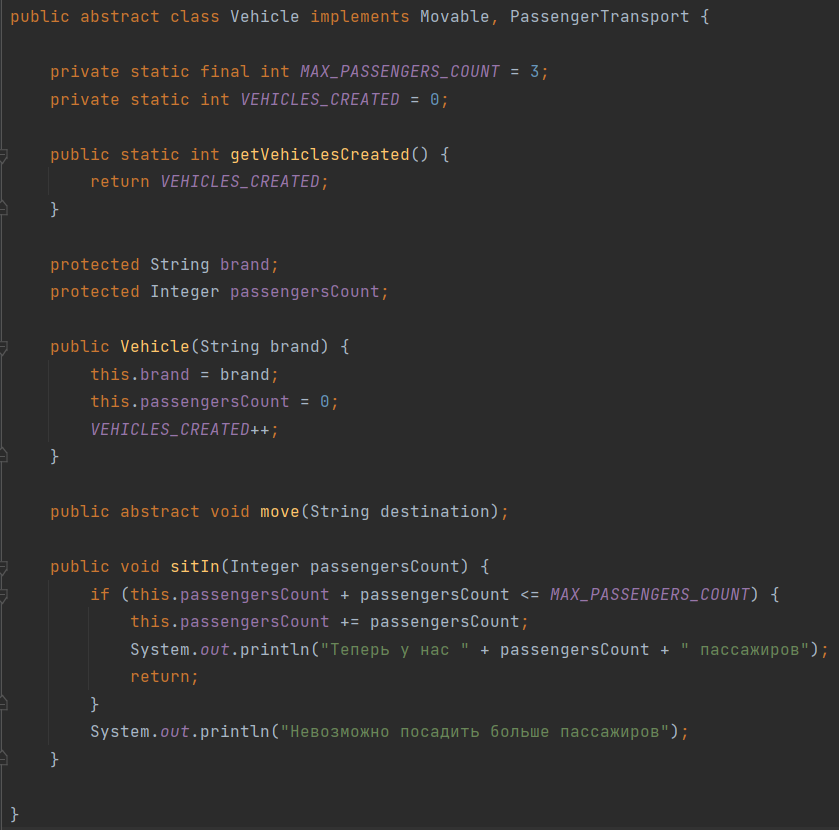 public abstract class Vehicle implements Movable, PassengerTransport {
private static final int MAX_PASSENGERS_COUNT = 3;
private static int VEHICLES_CREATED = 0;
public static int getVehiclesCreated() {
return VEHICLES_CREATED;
}
protected String brand;
protected Integer passengersCount;
public Vehicle(String brand) {
this.brand = brand;
this.passengersCount = 0;
VEHICLES_CREATED++;
}
public abstract void move(String destination);
public void sitIn(Integer passengersCount) {
if (this.passengersCount + passengersCount <= MAX_PASSENGERS_COUNT) {
this.passengersCount += passengersCount;
System.out.println("Теперь у нас " + passengersCount + " пассажиров");
return;
}
System.out.println("Невозможно посадить больше пассажиров");
}
}